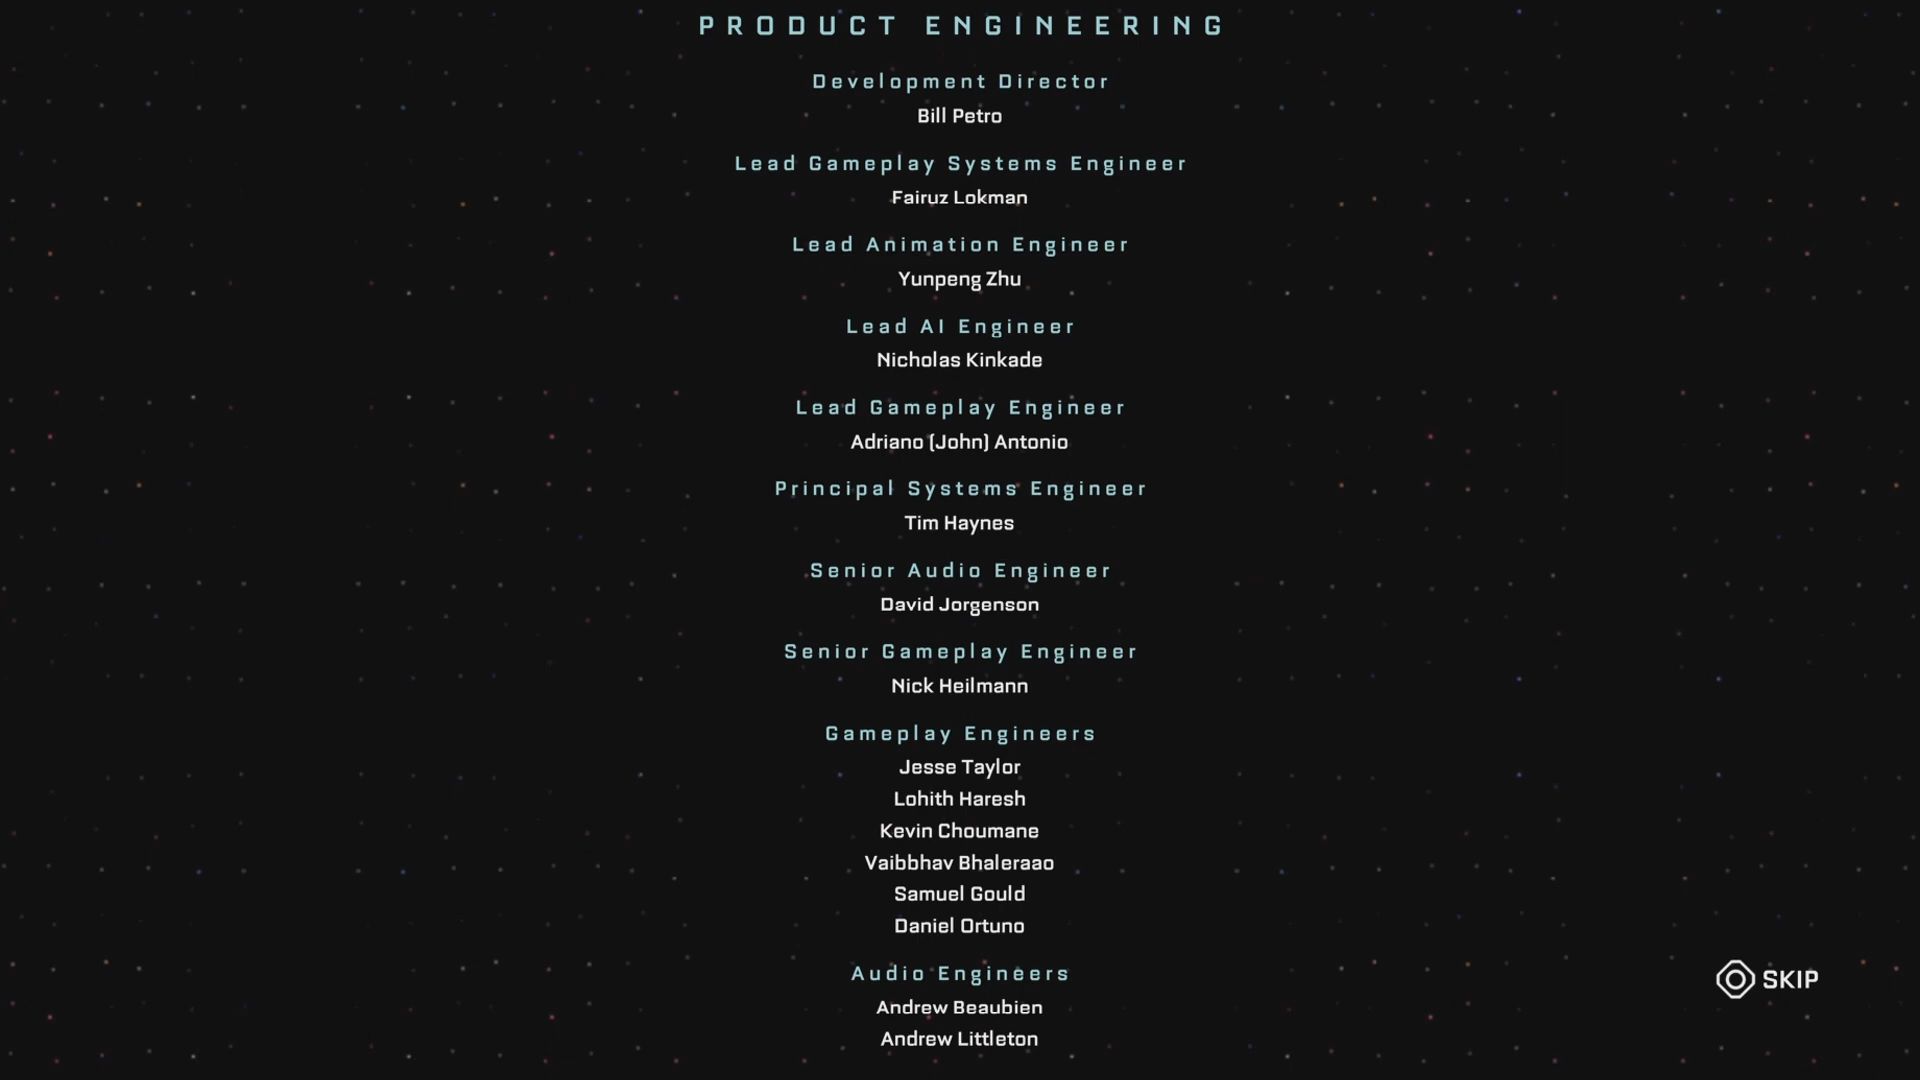 PRODUCT ENGINEERING
Development Director
Bill Petro
Lead Gameplay Systems Engineer
Fairuz Lokman
Lead Animation Engineer
Yunpeng Zhu
Lead AI Engineer
Nicholas Kinkade
Lead Gameplay Engineer
Adriano (John) Antonio
Principal Systems Engineer
Tim Haynes
Senior Audio Engineer
David Jorgenson
Senior Gameplay Engineer
Nick Heilmann
Gameplay Engineers
Jesse Taylor
Lohith Haresh
Kevin Choumane
Vaibbhav Bhaleraao
Samuel Gould
Daniel Ortuno
Audio Engineers
Andrew Beaubien
Andrew Littleton
SKIP